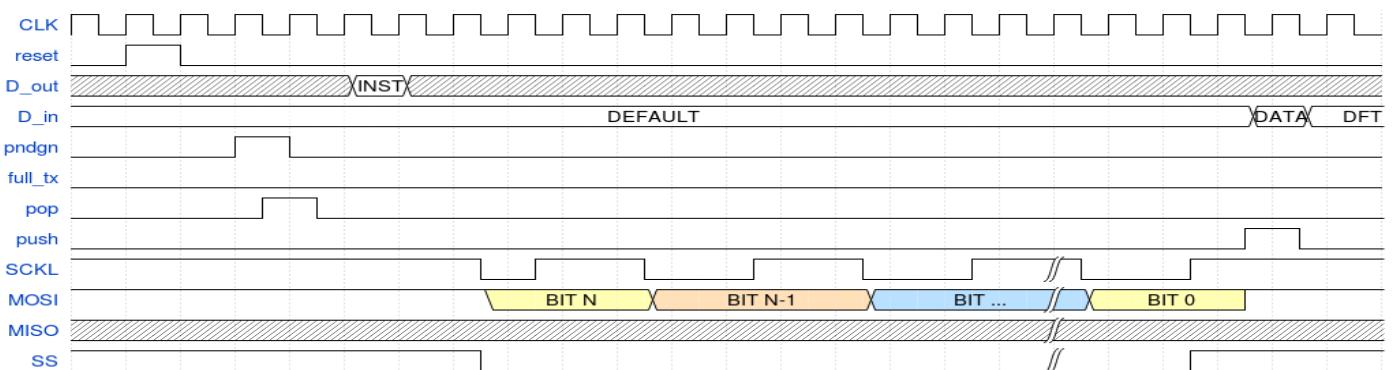 CLK
reset
D_out INST
D_in DEFAULT DATA DFT
pndgn
full_tx
pop
push
SCKL
MOSI BIT N BIT N-1 BIT ... BIT 0
MISO
SS